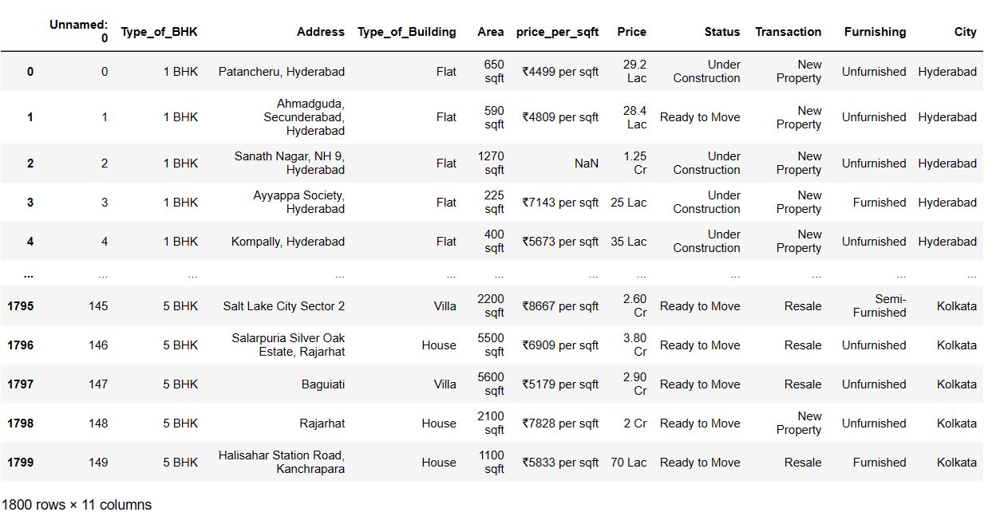 Unnamed: 0 Type_of_BHK Address Type_of_Building Area price_per_sqft Price Status Transaction Furnishing City
0 0 1 BHK Patancheru, Hyderabad Flat 650 sqft ₹4499 per sqft 29.2 Lac Under Construction New Property Unfurnished Hyderabad
1 1 1 BHK Ahmadguda, Secunderabad, Hyderabad Flat 590 sqft ₹4809 per sqft 28.4 Lac Ready to Move New Property Unfurnished Hyderabad
2 2 1 BHK Sanath Nagar, NH 9, Hyderabad Flat 1270 sqft NaN 1.25 Cr Under Construction New Property Unfurnished Hyderabad
3 3 1 BHK Ayyappa Society, Hyderabad Flat 225 sqft ₹7143 per sqft 25 Lac Under Construction New Property Furnished Hyderabad
4 4 1 BHK Kompally, Hyderabad Flat 400 sqft ₹5673 per sqft 35 Lac Under Construction New Property Unfurnished Hyderabad
... ... ... ... ... ... ... ... ... ... ... ...
1795 145 5 BHK Salt Lake City Sector 2 Villa 2200 sqft ₹8667 per sqft 2.60 Cr Ready to Move Resale Semi-Furnished Kolkata
1796 146 5 BHK Salarpuria Silver Oak Estate, Rajarhat House 5500 sqft ₹6909 per sqft 3.80 Cr Ready to Move Resale Unfurnished Kolkata
1797 147 5 BHK Baguiati Villa 5600 sqft ₹5179 per sqft 2.90 Cr Ready to Move Resale Unfurnished Kolkata
1798 148 5 BHK Rajarhat House 2100 sqft ₹7828 per sqft 2 Cr Ready to Move New Property Unfurnished Kolkata
1799 149 5 BHK Halisahar Station Road, Kanchrapara House 1100 sqft ₹5833 per sqft 70 Lac Ready to Move Resale Furnished Kolkata
1800 rows × 11 columns